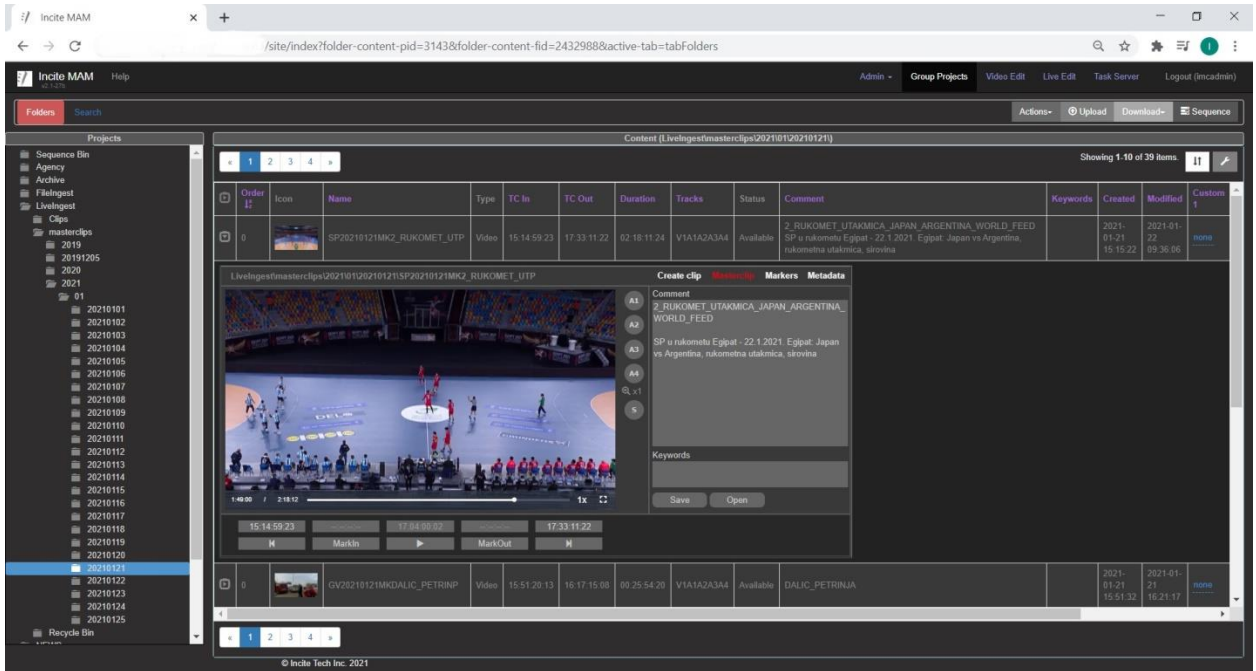 Incite MAM
/site/index?folder-content-pid=3143&folder-content-fid=2432988&active-tab=tabFolders
Incite MAM Help
Admin Group Projects Video Edit Live Edit Task Server Logout (imcadmin)
Folders Search
Actions Upload Download Sequence
Projects
Sequence Bin
Agency
Archive
FileIngest
LiveIngest
Clips
masterclips
2019
20191205
2020
2021
01
20210101
20210102
20210103
20210104
20210105
20210106
20210107
20210108
20210109
20210110
20210111
20210112
20210113
20210114
20210115
20210116
20210117
20210118
20210119
20210120
20210121
20210122
20210123
20210124
20210125
Recycle Bin
Content (LiveIngest\masterclips\2021\01\20210121\)
« 1 2 3 4 »
Showing 1-10 of 39 items.
Order Icon Name Type TC In TC Out Duration Tracks Status Comment Keywords Created Modified Custom 1
0 SP20210121MK2_RUKOMET_UTP Video 15:14:59:23 17:33:11:22 02:18:11:24 V1A1A2A3A4 Available
2_RUKOMET_UTAKMICA_JAPAN_ARGENTINA_WORLD_FEED
SP u rukometu Egipat - 22.1.2021. Egipat: Japan vs Argentina,
rukometna utakmica, sirovina
2021-01-21 15:15:22
2021-01-22 09:36:06
none
LiveIngest\masterclips\2021\01\20210121\SP20210121MK2_RUKOMET_UTP
Create clip Masterclip Markers Metadata
A1
A2
A3
A4
x1
S
Comment
2_RUKOMET_UTAKMICA_JAPAN_ARGENTINA_
WORLD_FEED
SP u rukometu Egipat - 22.1.2021. Egipat: Japan
vs Argentina, rukometna utakmica, sirovina
Keywords
Save Open
1:49:00 / 2:18:12 1x
15:14:59:23 17:04:00:02 17:33:11:22
MarkIn MarkOut
0 GV20210121MKDALIC_PETRINP Video 15:51:20:13 16:17:15:08 00:25:54:20 V1A1A2A3A4 Available DALIC_PETRINJA
2021-01-21 15:51:32
2021-01-21 16:21:17
none
« 1 2 3 4 »
© Incite Tech Inc. 2021